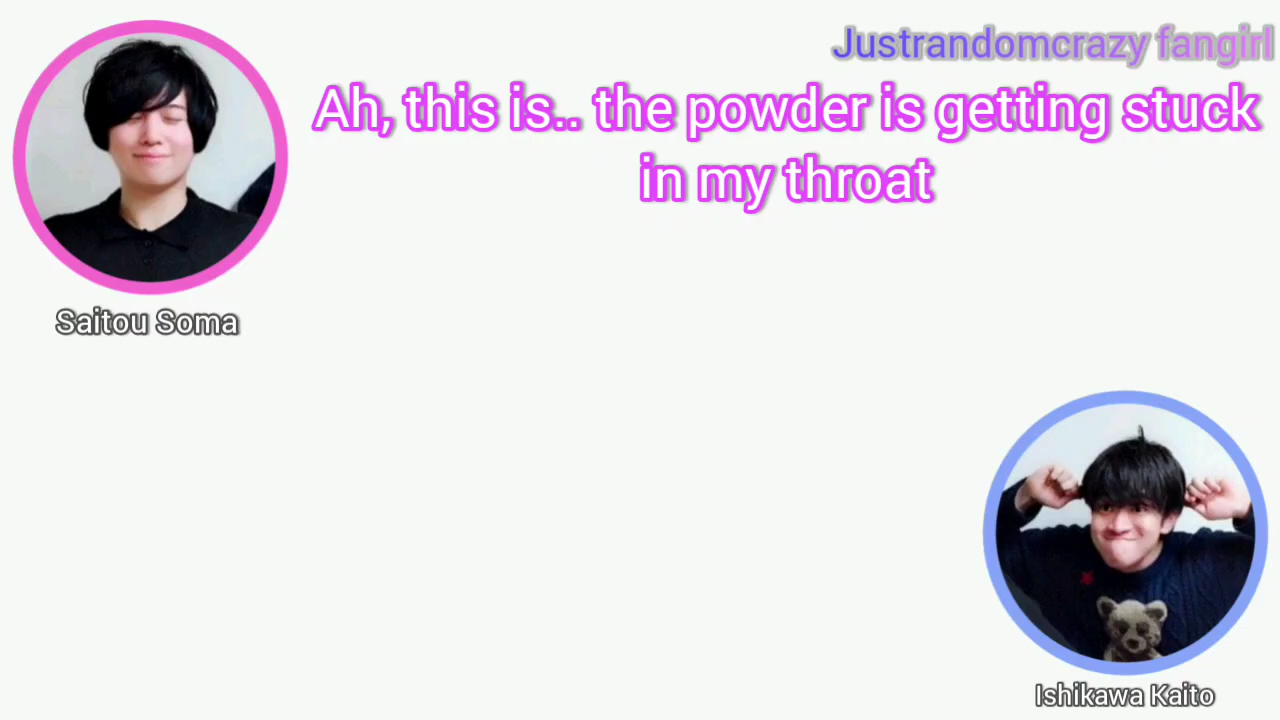 Justrandomcrazy fangirl
Ah, this is.. the powder is getting stuck
in my throat
Saitou Soma
Ishikawa Kaito